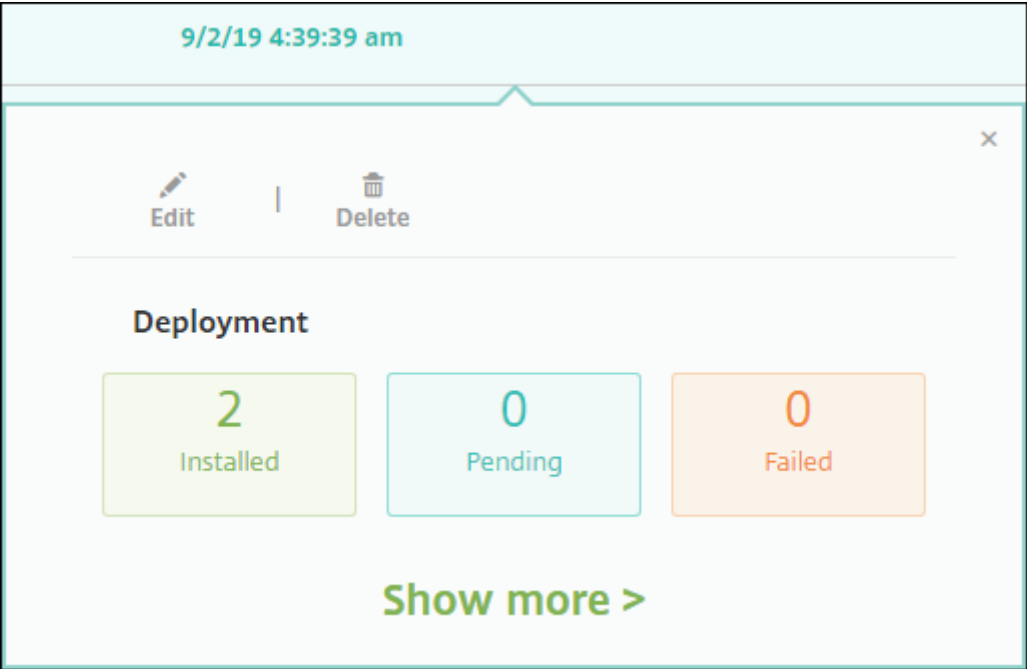 9/2/19 4:39:39 am
×
Edit | Delete
Deployment
2 0 0
Installed Pending Failed
Show more >